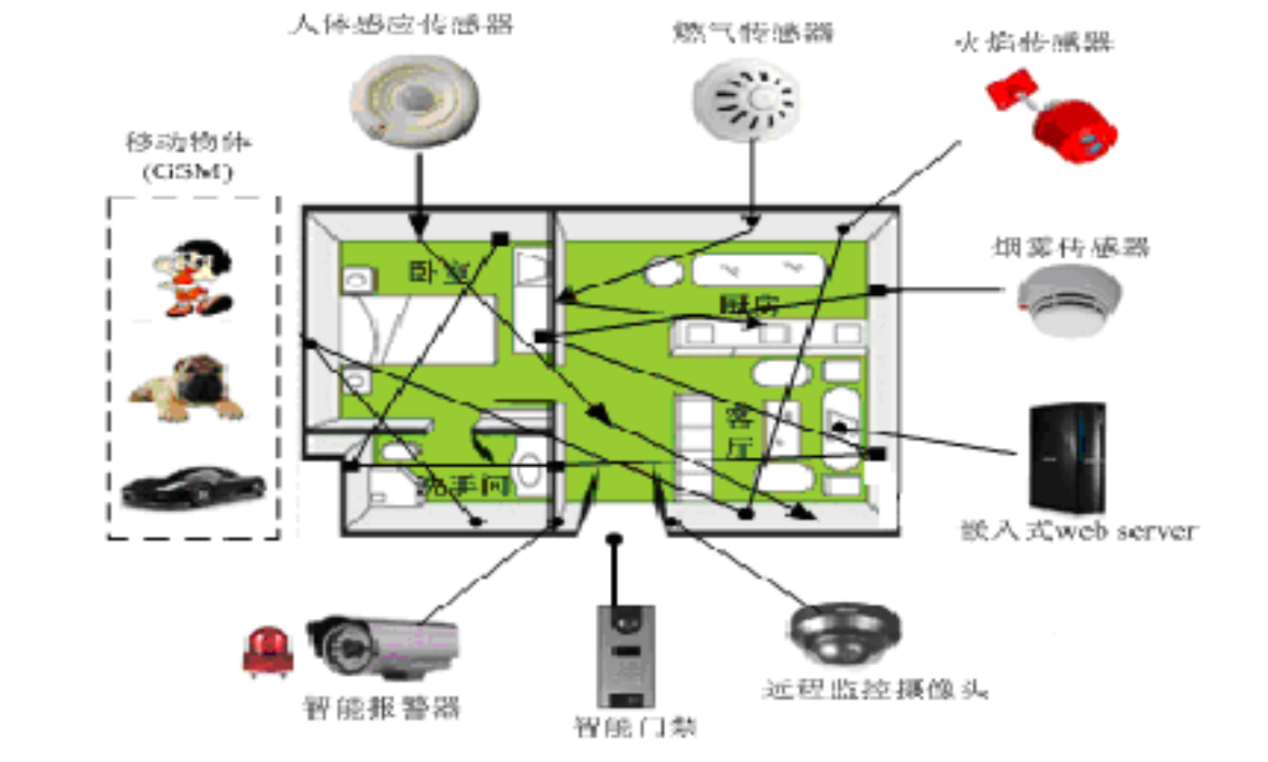 人体感应传感器
燃气传感器
火焰传感器
移动物体
(GSM)
烟雾传感器
卧室
厨房
客厅
洗手间
嵌入式web server
智能报警器
智能门禁
远程监控摄像头